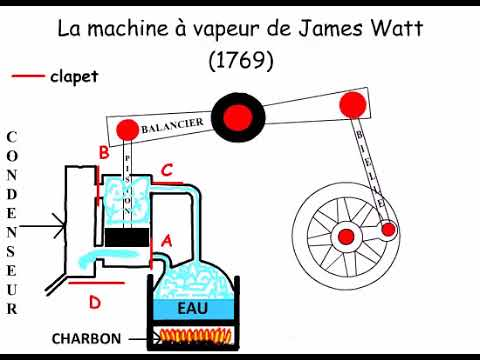 La machine à vapeur de James Watt
(1769)
clapet
CONDENSEUR
B
PISTON
BALANCIER
C
BIELLE
A
D
EAU
CHARBON